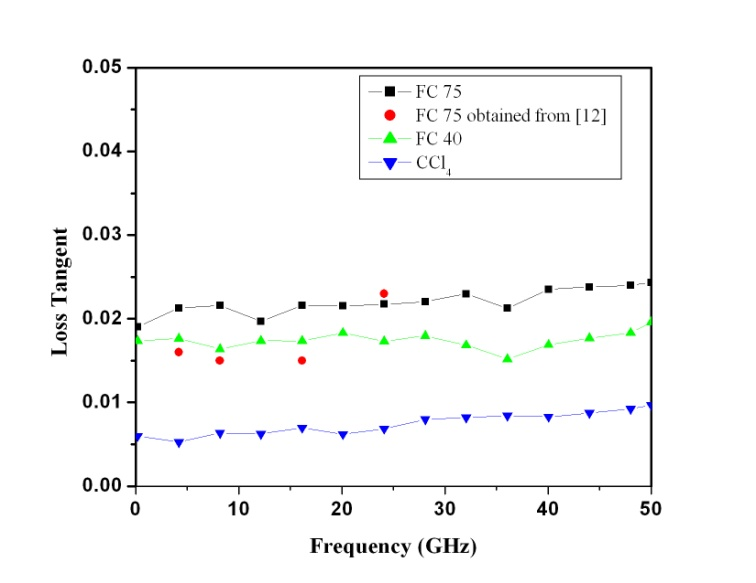 0.05
0.04
0.03
0.02
0.01
0.00
Loss Tangent
FC 75
FC 75 obtained from [12]
FC 40
CCl₄
0 10 20 30 40 50
Frequency (GHz)